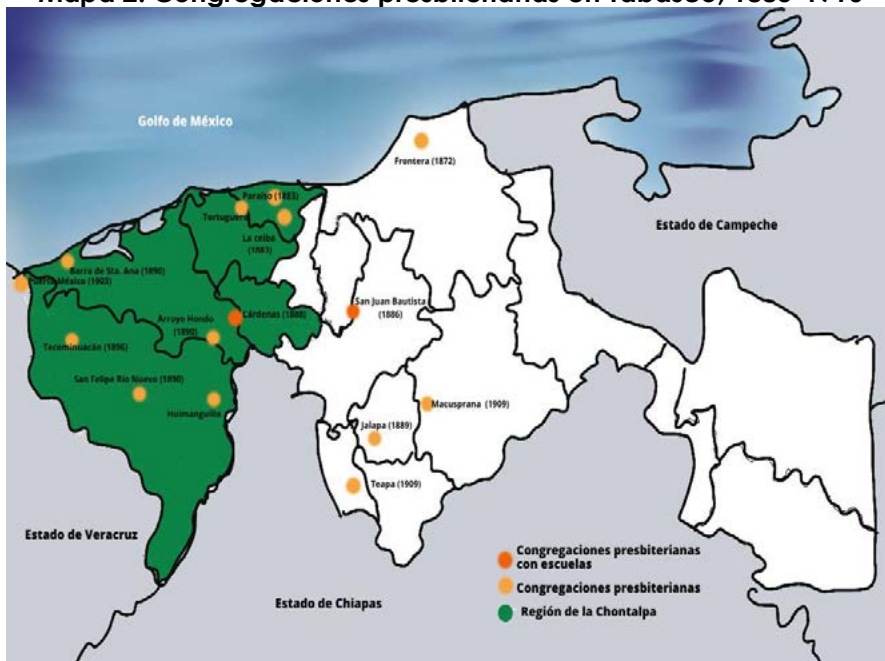 Golfo de México
Frontera (1872)
Paraíso (1883)
Tortuguero
La ceiba
(1883)
Estado de Campeche
Barra de Sta. Ana (1890)
Puerto México (1903)
Arroyo Hondo
(1890)
Cárdenas (1888)
San Juan Bautista
(1886)
Tecominuacán (1896)
San Felipe Río Nuevo (1890)
Huimanguillo
Macusprana (1909)
Jalapa (1889)
Teapa (1909)
Estado de Veracruz
Estado de Chiapas
Congregaciones presbiterianas
con escuelas
Congregaciones presbiterianas
Región de la Chontalpa